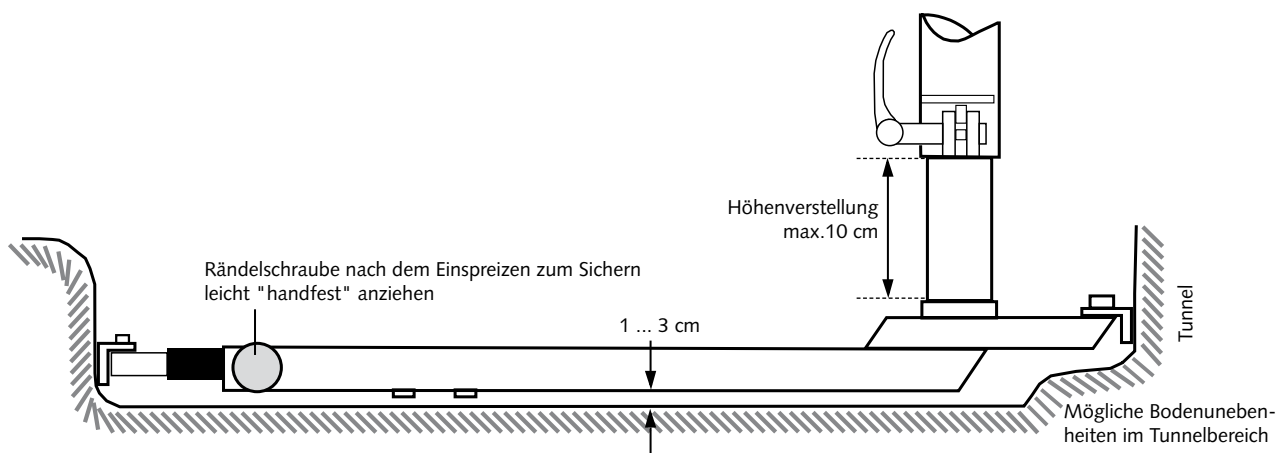 Höhenverstellung
max.10 cm
Rändelschraube nach dem Einspreizen zum Sichern
leicht "handfest" anziehen
1 ... 3 cm
Tunnel
Mögliche Bodenuneben-
heiten im Tunnelbereich